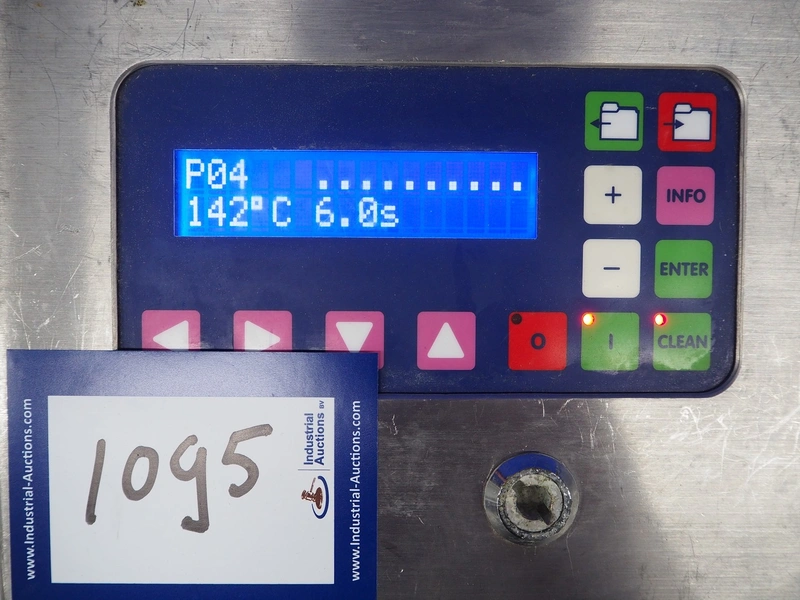 P04 ..........
142°C 6.0s
+
INFO
−
ENTER
O
I
CLEAN
www.Industrial-Auctions.com
1095
Industrial
Auctions BV
www.Industrial-Auctions.com